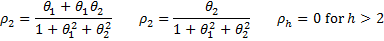 ρ₂ = (θ₁ + θ₁θ₂) / (1 + θ₁² + θ₂²)   ρ₂ = θ₂ / (1 + θ₁² + θ₂²)   ρₕ = 0 for h > 2